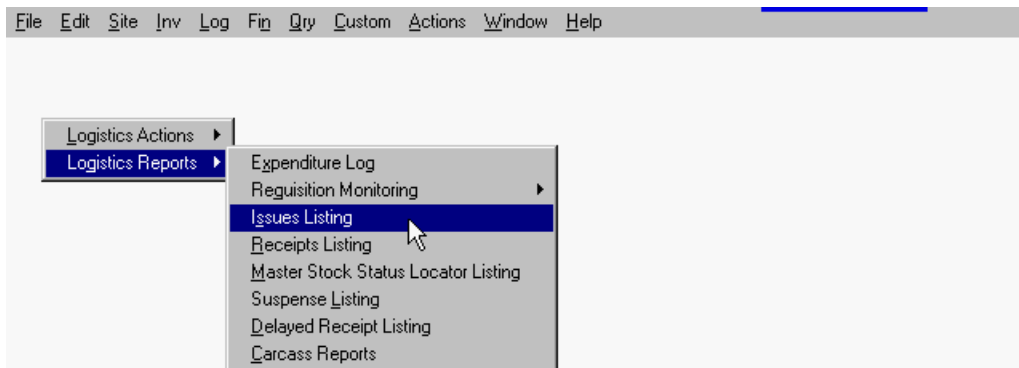 File Edit Site Inv Log Fin Qry Custom Actions Window Help
Logistics Actions
Logistics Reports
Expenditure Log
Reguisition Monitoring
Issues Listing
Receipts Listing
Master Stock Status Locator Listing
Suspense Listing
Delayed Receipt Listing
Carcass Reports